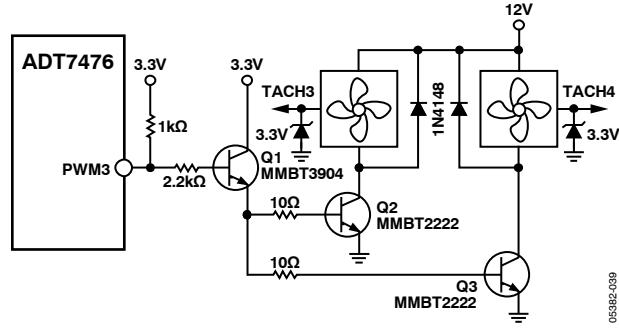 12V
ADT7476
3.3V
3.3V
TACH3
TACH4
1N4148
1kΩ
3.3V
3.3V
PWM3
2.2kΩ
Q1
MMBT3904
10Ω
Q2
MMBT2222
10Ω
Q3
MMBT2222
05382-039